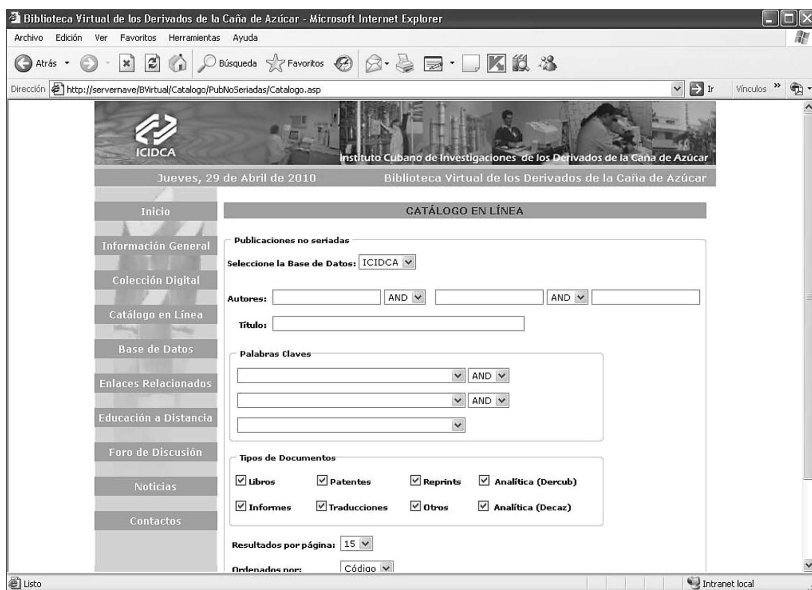 Biblioteca Virtual de los Derivados de la Caña de Azúcar - Microsoft Internet Explorer
Archivo Edición Ver Favoritos Herramientas Ayuda
Atrás Búsqueda Favoritos
Dirección http://servernave/BVirtual/Catalogo/PubNoSeriadas/Catalogo.asp Ir Vínculos »
ICIDCA
Instituto Cubano de Investigaciones de los Derivados de la Caña de Azúcar
Jueves, 29 de Abril de 2010 Biblioteca Virtual de los Derivados de la Caña de Azúcar
Inicio
Información General
Colección Digital
Catálogo en Línea
Base de Datos
Enlaces Relacionados
Educación a Distancia
Foro de Discusión
Noticias
Contactos
CATÁLOGO EN LÍNEA
Publicaciones no seriadas
Seleccione la Base de Datos: ICIDCA
Autores: AND AND
Título:
Palabras Claves
AND
AND
Tipos de Documentos
Libros Patentes Reprints Analítica (Dercub)
Informes Traducciones Otros Analítica (Decaz)
Resultados por página: 15
Ordenados por: Código
Listo Intranet local